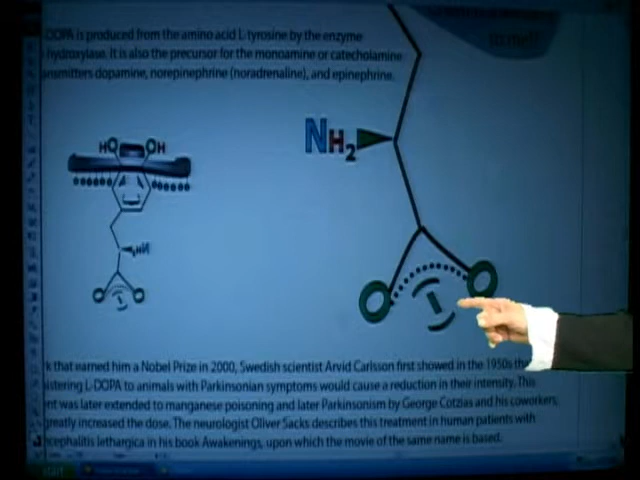 DOPA is produced from the amino acid L-tyrosine by the enzyme
hydroxylase. It is also the precursor for the monoamine or catecholamine
ansmitters dopamine, norepinephrine (noradrenaline), and epinephrine.
NH2
HO OH
NH2
O O
O O
k that earned him a Nobel Prize in 2000, Swedish scientist Arvid Carlsson first showed in the 1950s th
istering L-DOPA to animals with Parkinsonian symptoms would cause a reduction in their intensity. This
nt was later extended to manganese poisoning and later Parkinsonism by George Cotzias and his coworkers,
greatly increased the dose. The neurologist Oliver Sacks describes this treatment in human patients with
ncephalitis lethargica in his book Awakenings, upon which the movie of the same name is based.
start